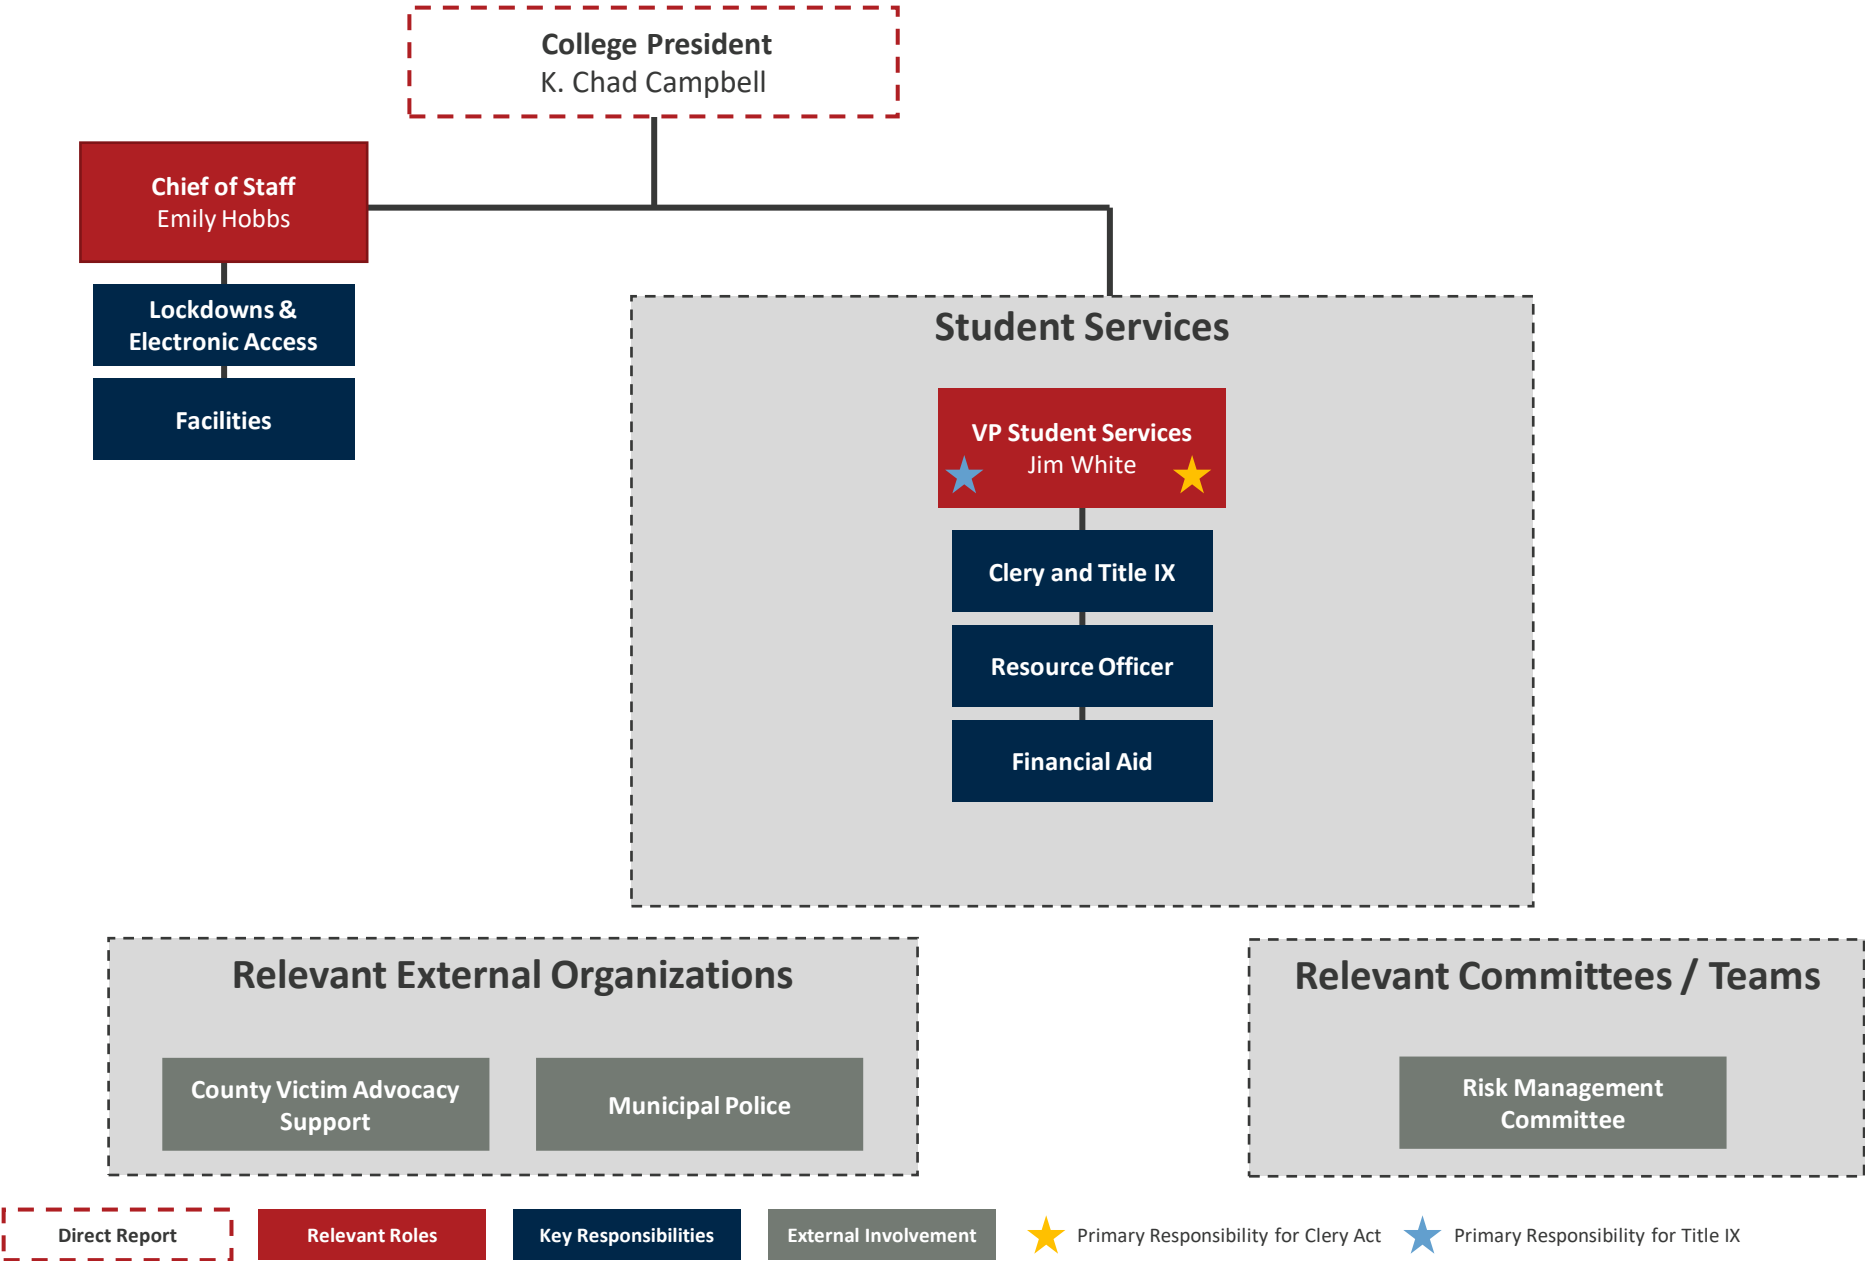 College President
K. Chad Campbell
Chief of Staff
Emily Hobbs
Lockdowns &
Electronic Access
Facilities
Student Services
VP Student Services
Jim White
Clery and Title IX
Resource Officer
Financial Aid
Relevant External Organizations
County Victim Advocacy
Support
Municipal Police
Relevant Committees / Teams
Risk Management
Committee
Direct Report
Relevant Roles
Key Responsibilities
External Involvement
Primary Responsibility for Clery Act
Primary Responsibility for Title IX